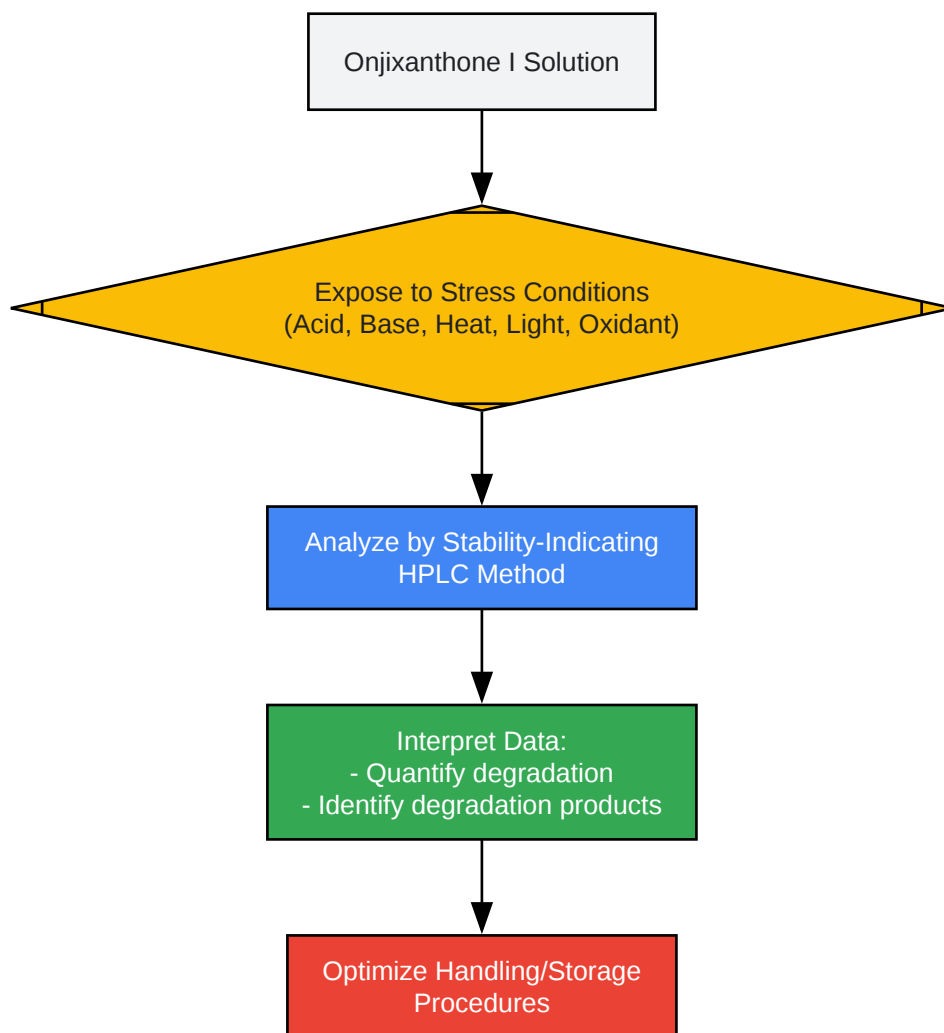 Onjixanthone I Solution
Expose to Stress Conditions
(Acid, Base, Heat, Light, Oxidant)
Analyze by Stability-Indicating
HPLC Method
Interpret Data:
- Quantify degradation
- Identify degradation products
Optimize Handling/Storage
Procedures